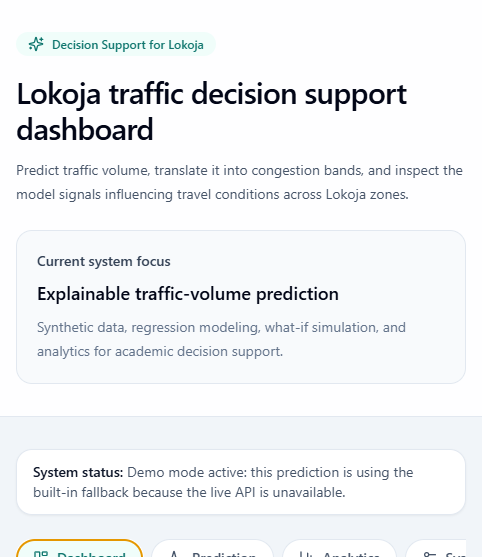 Decision Support for Lokoja
Lokoja traffic decision support
dashboard
Predict traffic volume, translate it into congestion bands, and inspect the
model signals influencing travel conditions across Lokoja zones.
Current system focus
Explainable traffic-volume prediction
Synthetic data, regression modeling, what-if simulation, and
analytics for academic decision support.
System status: Demo mode active: this prediction is using the
built-in fallback because the live API is unavailable.
Dashboard Prediction Analytics